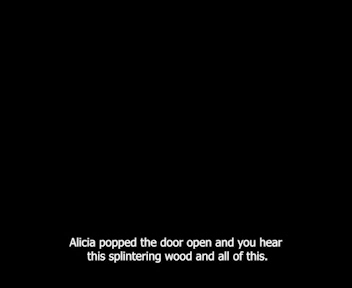 Alicia popped the door open and you hear
this splintering wood and all of this.